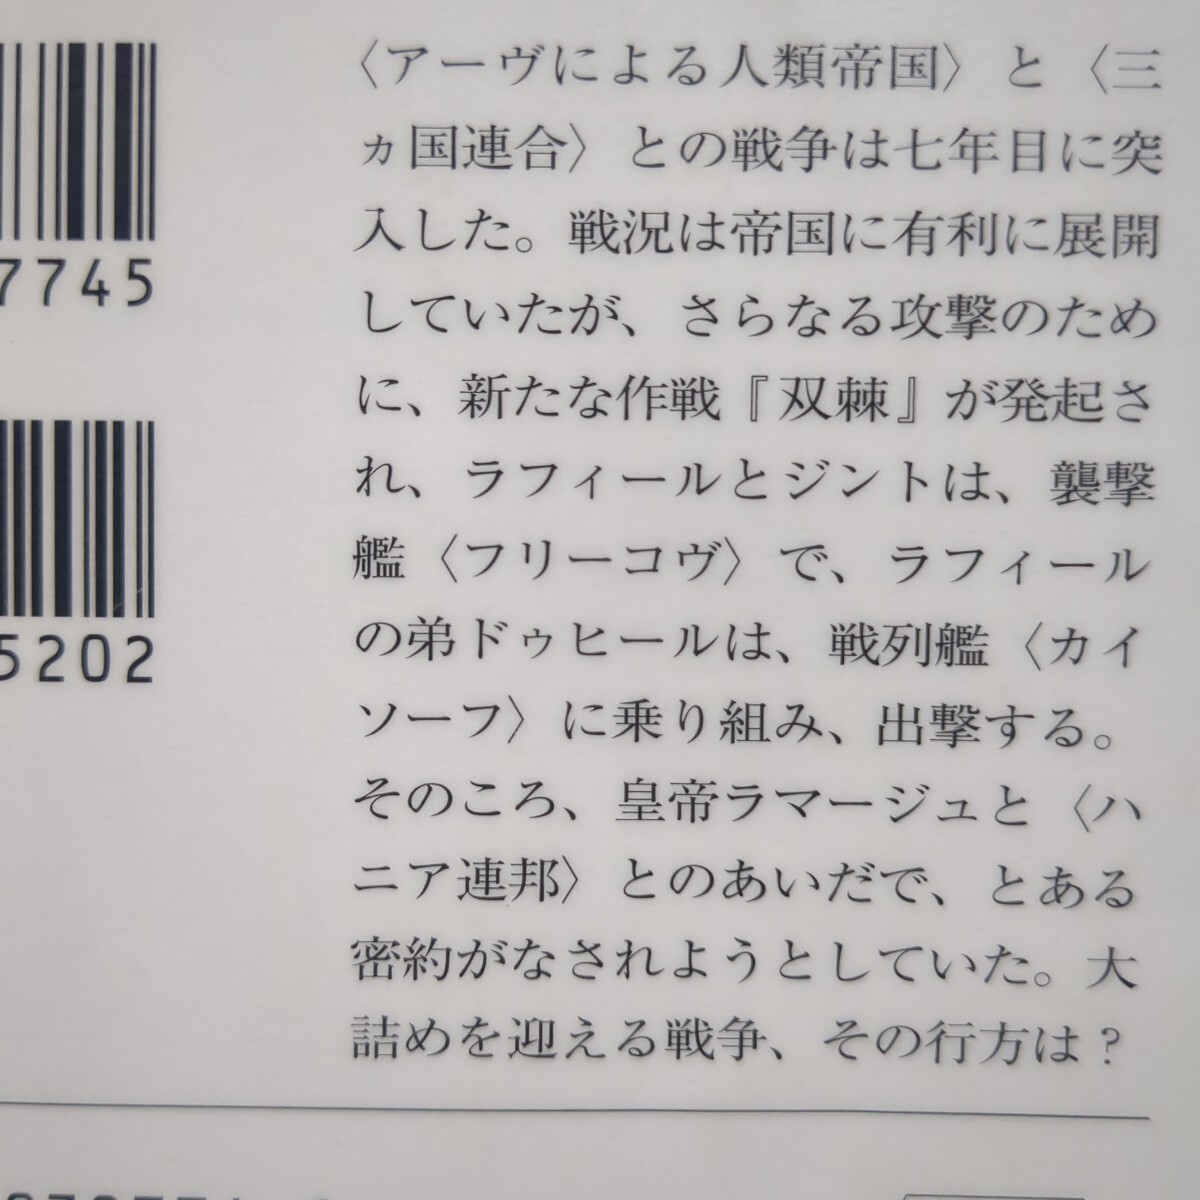 〈アーヴによる人類帝国〉と〈三
ヵ国連合〉との戦争は七年目に突
入した。戦況は帝国に有利に展開
していたが、さらなる攻撃のため
に、新たな作戦『双棘』が発起さ
れ、ラフィールとジントは、襲撃
艦〈フリーコヴ〉で、ラフィール
の弟ドゥヒールは、戦列艦〈カイ
ソーフ〉に乗り組み、出撃する。
そのころ、皇帝ラマージュと〈ハ
ニア連邦〉とのあいだで、とある
密約がなされようとしていた。大
詰めを迎える戦争、その行方は？
7745
5202